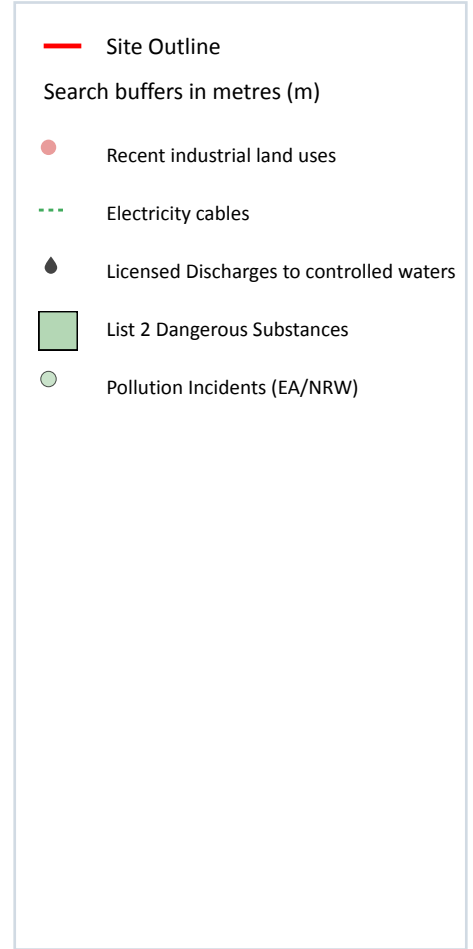 Site Outline
Search buffers in metres (m)
Recent industrial land uses
Electricity cables
Licensed Discharges to controlled waters
List 2 Dangerous Substances
Pollution Incidents (EA/NRW)